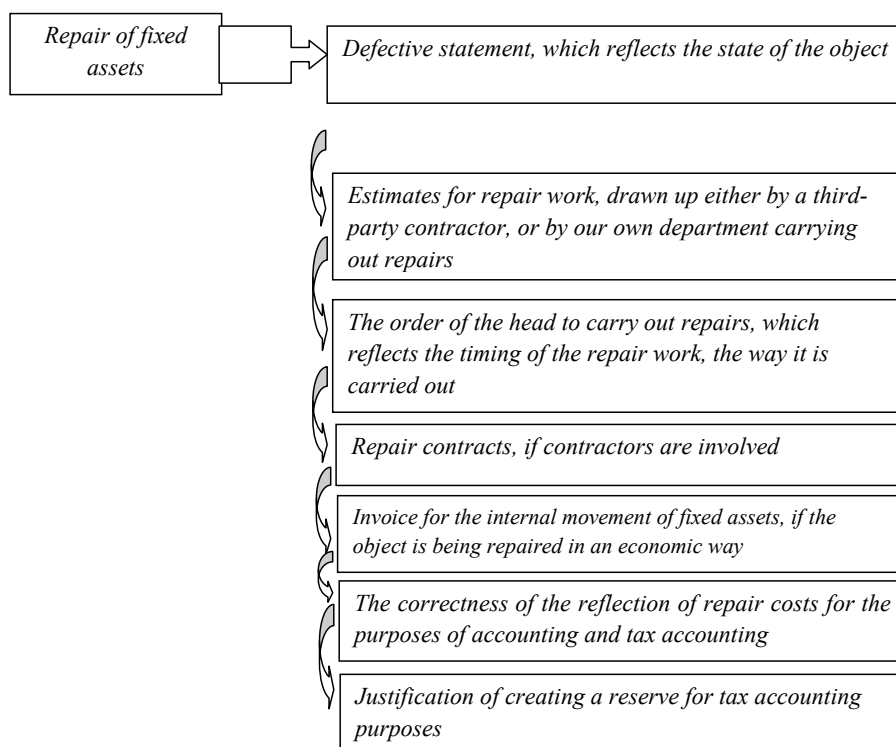 Repair of fixed
assets
Defective statement, which reflects the state of the object
Estimates for repair work, drawn up either by a third-
party contractor, or by our own department carrying
out repairs
The order of the head to carry out repairs, which
reflects the timing of the repair work, the way it is
carried out
Repair contracts, if contractors are involved
Invoice for the internal movement of fixed assets, if the
object is being repaired in an economic way
The correctness of the reflection of repair costs for the
purposes of accounting and tax accounting
Justification of creating a reserve for tax accounting
purposes